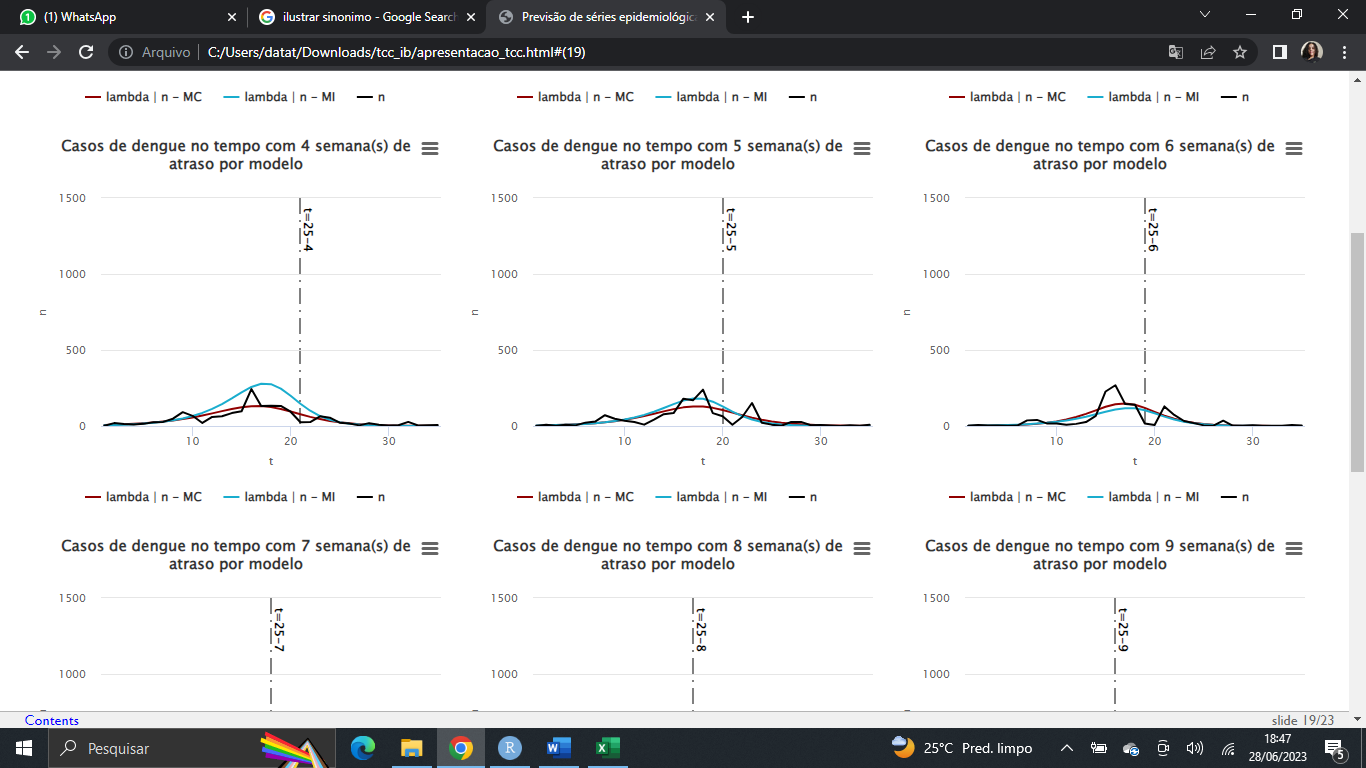 (1) WhatsApp
ilustrar sinonimo - Google Search
Previsão de séries epidemiológica
Arquivo | C:/Users/datat/Downloads/tcc_ib/apresentacao_tcc.html#(19)
lambda | n - MC lambda | n - MI n
lambda | n - MC lambda | n - MI n
lambda | n - MC lambda | n - MI n
Casos de dengue no tempo com 4 semana(s) de
atraso por modelo
1500
1000
500
0
n
t=25-4
10 20 30
t
lambda | n - MC lambda | n - MI n
Casos de dengue no tempo com 5 semana(s) de
atraso por modelo
1500
1000
500
0
n
t=25-5
10 20 30
t
lambda | n - MC lambda | n - MI n
Casos de dengue no tempo com 6 semana(s) de
atraso por modelo
1500
1000
500
0
n
t=25-6
10 20 30
t
lambda | n - MC lambda | n - MI n
Casos de dengue no tempo com 7 semana(s) de
atraso por modelo
1500
1000
t=25-7
Casos de dengue no tempo com 8 semana(s) de
atraso por modelo
1500
1000
t=25-8
Casos de dengue no tempo com 9 semana(s) de
atraso por modelo
1500
1000
t=25-9
Contents
slide 19/23
Pesquisar
25°C Pred. limpo
18:47
28/06/2023
5